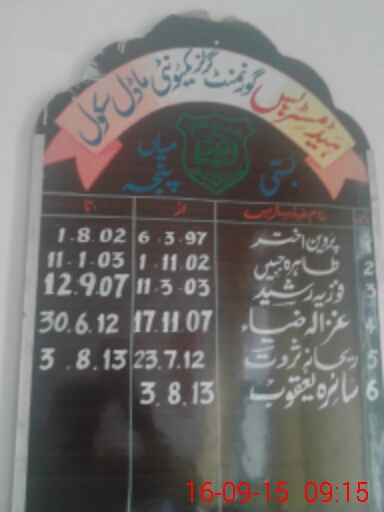 ہیڈ مسٹریس گورنمنٹ گرلز کمیونٹی ماڈل سکول
بستی میاں پنجہ
نام ہیڈ مسٹریس از تا
1 پروین اختر 6.3.97 1.8.02
2 طاہرہ جبیں 1.11.02 11.1.03
3 فوزیہ رشید 11.3.03 12.9.07
4 غزالہ ضیاء 17.11.07 30.6.12
5 ریحانہ ثروت 23.7.12 3.8.13
6 سائرہ یعقوب 3.8.13
16-09-15 09:15